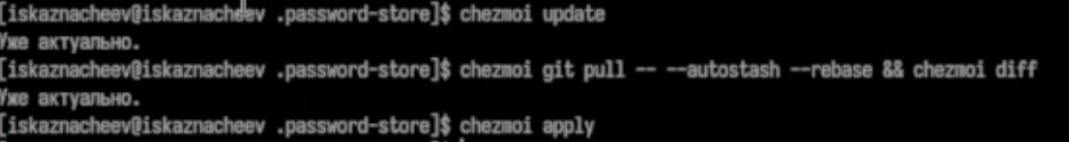 [iskaznacheev@iskaznacheev .password-store]$ chezmoi update
Уже актуально.
[iskaznacheev@iskaznacheev .password-store]$ chezmoi git pull -- --autostash --rebase && chezmoi diff
Уже актуально.
[iskaznacheev@iskaznacheev .password-store]$ chezmoi apply